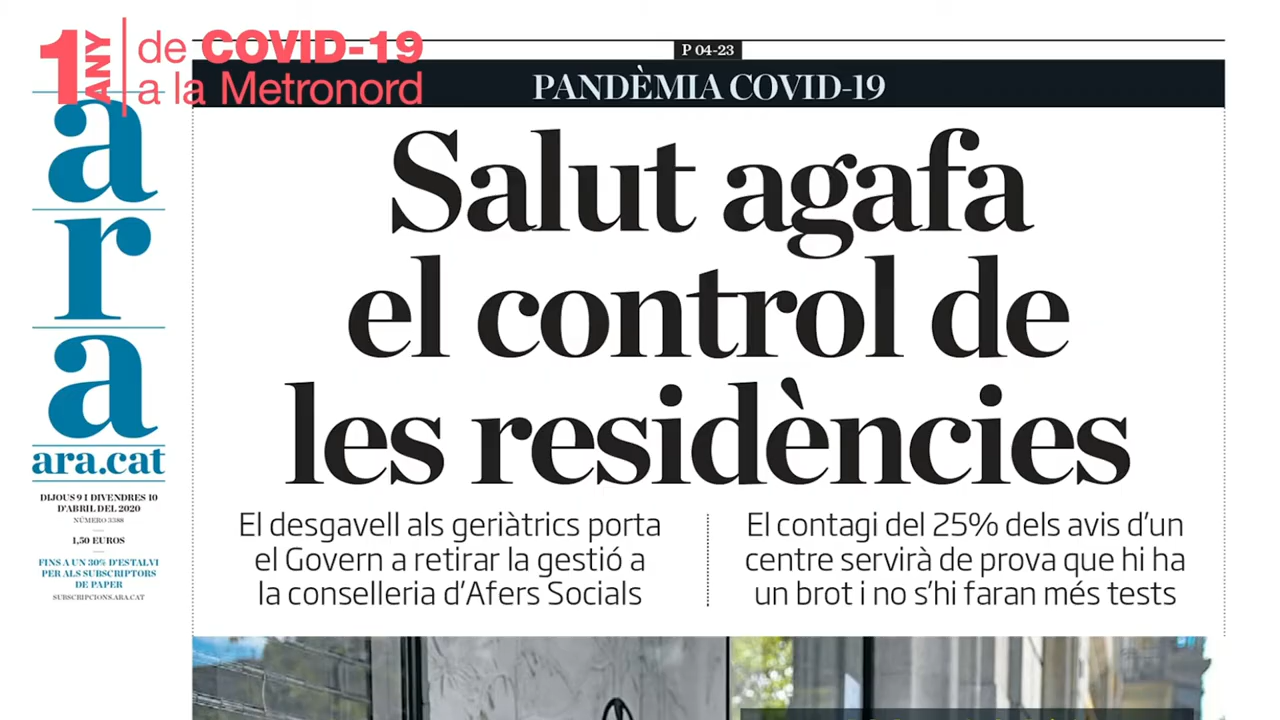 1 ANY
de COVID-19
a la Metronord
P 04-23
PANDÈMIA COVID-19
ara
ara.cat
DIJOUS 9 I DIVENDRES 10
D'ABRIL DEL 2020
NÚMERO 3388
1,50 EUROS
FINS A UN 30% D'ESTALVI
PER ALS SUBSCRIPTORS
DE PAPER
SUBSCRIPCIONS.ARA.CAT
Salut agafa
el control de
les residències
El desgavell als geriàtrics porta
el Govern a retirar la gestió a
la conselleria d'Afers Socials
El contagi del 25% dels avis d'un
centre servirà de prova que hi ha
un brot i no s'hi faran més tests